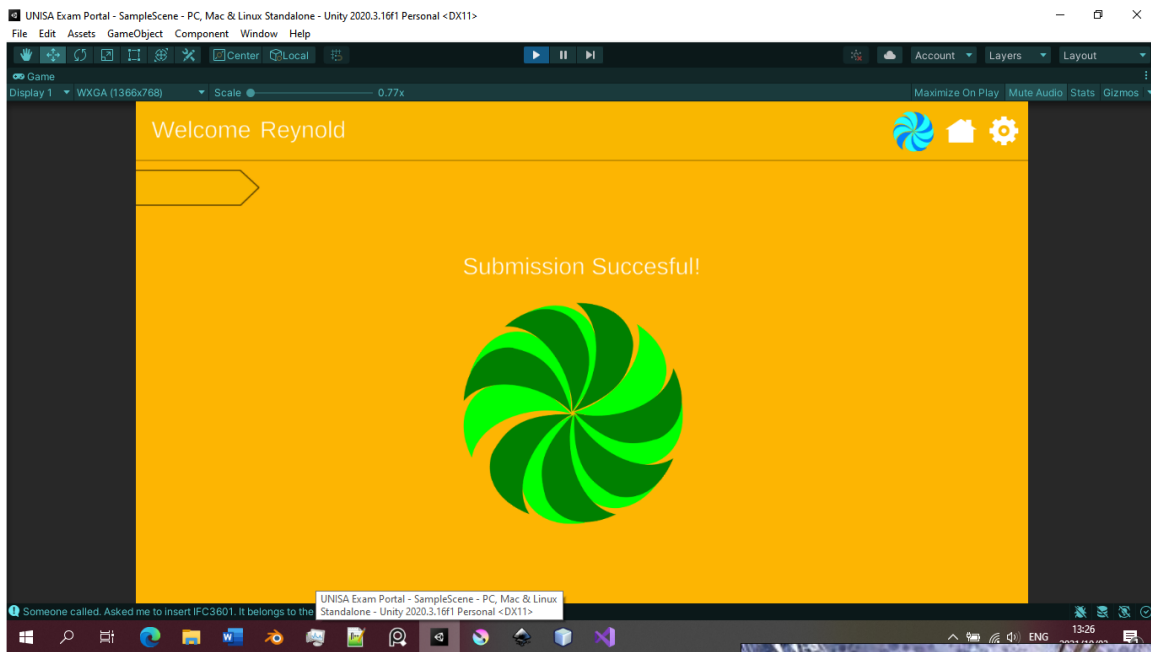 UNISA Exam Portal - SampleScene - PC, Mac & Linux Standalone - Unity 2020.3.16f1 Personal <DX11>
File Edit Assets GameObject Component Window Help
Center Local Account Layers Layout
Game
Display 1 WXGA (1366x768) Scale 0.77x Maximize On Play Mute Audio Stats Gizmos
Welcome Reynold
Submission Succesful!
UNISA Exam Portal - SampleScene - PC, Mac & Linux
Standalone - Unity 2020.3.16f1 Personal <DX11>
Someone called. Asked me to insert IFC3601. It belongs to the
ENG 13:26